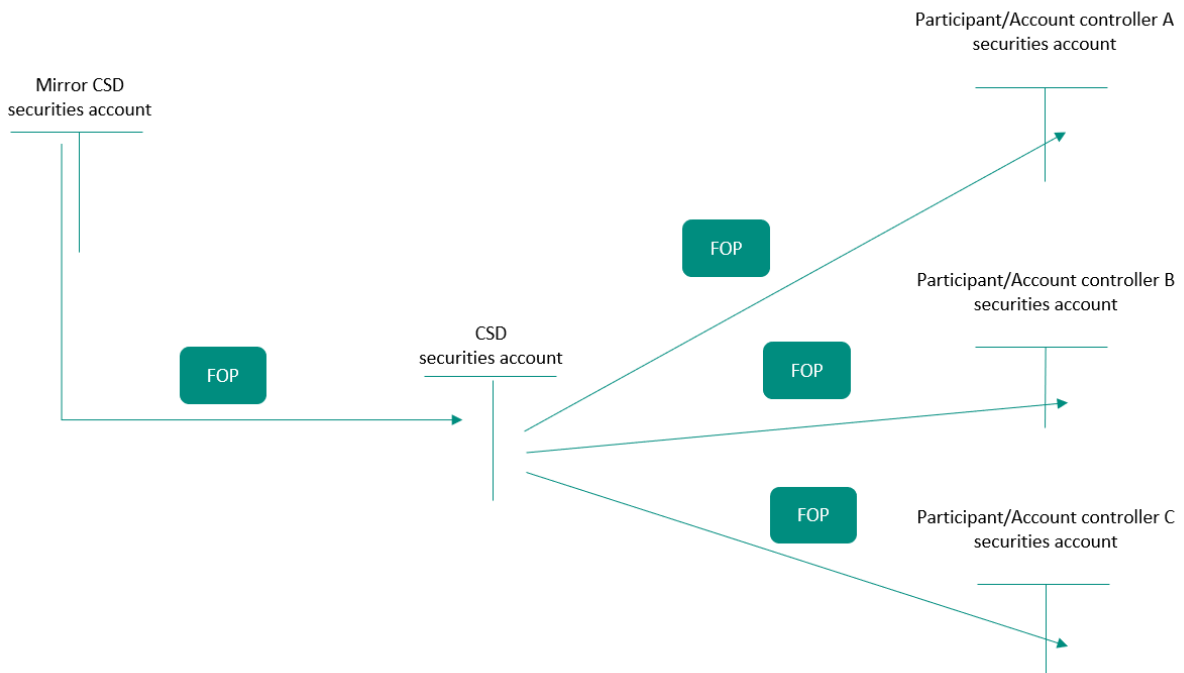 Participant/Account controller A
securities account
Mirror CSD
securities account
FOP
Participant/Account controller B
securities account
CSD
securities account
FOP
FOP
FOP
Participant/Account controller C
securities account